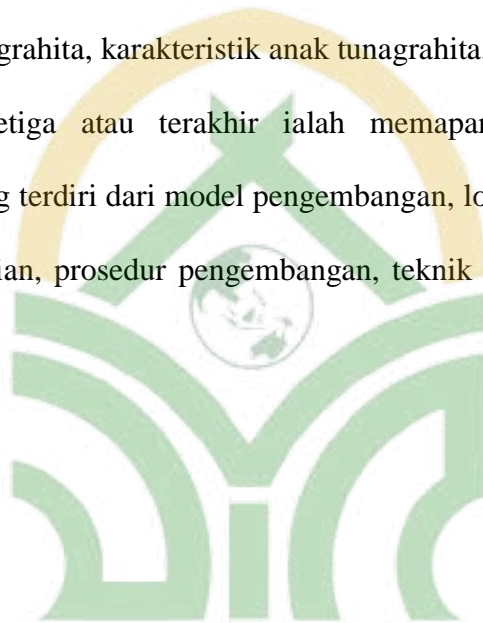 grahita, karakteristik anak tunagrahita.
etiga atau terakhir ialah memapar
g terdiri dari model pengembangan, lo
ian, prosedur pengembangan, teknik